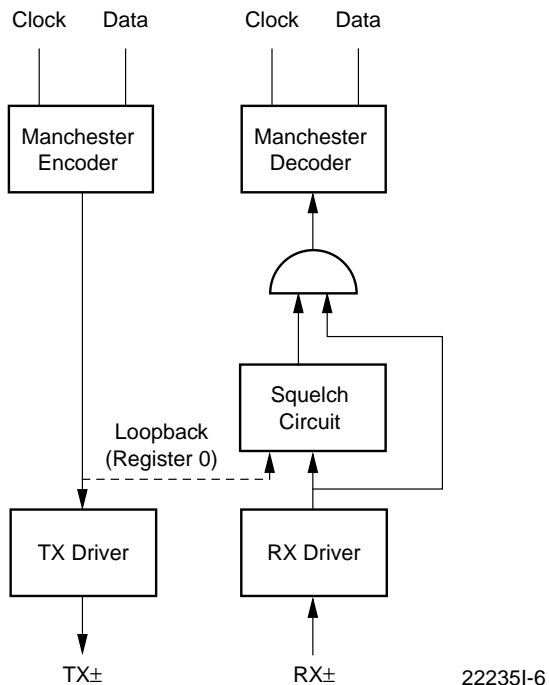 Clock Data Clock Data
Manchester
Encoder
Manchester
Decoder
Squelch
Circuit
Loopback
(Register 0)
TX Driver
RX Driver
TX±
RX±
22235I-6